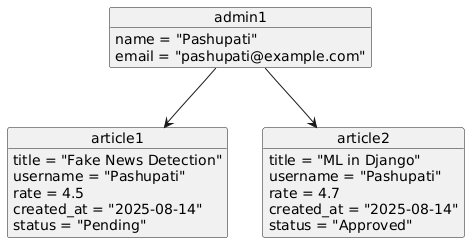 admin1
name = "Pashupati"
email = "pashupati@example.com"
article1
title = "Fake News Detection"
username = "Pashupati"
rate = 4.5
created_at = "2025-08-14"
status = "Pending"
article2
title = "ML in Django"
username = "Pashupati"
rate = 4.7
created_at = "2025-08-14"
status = "Approved"